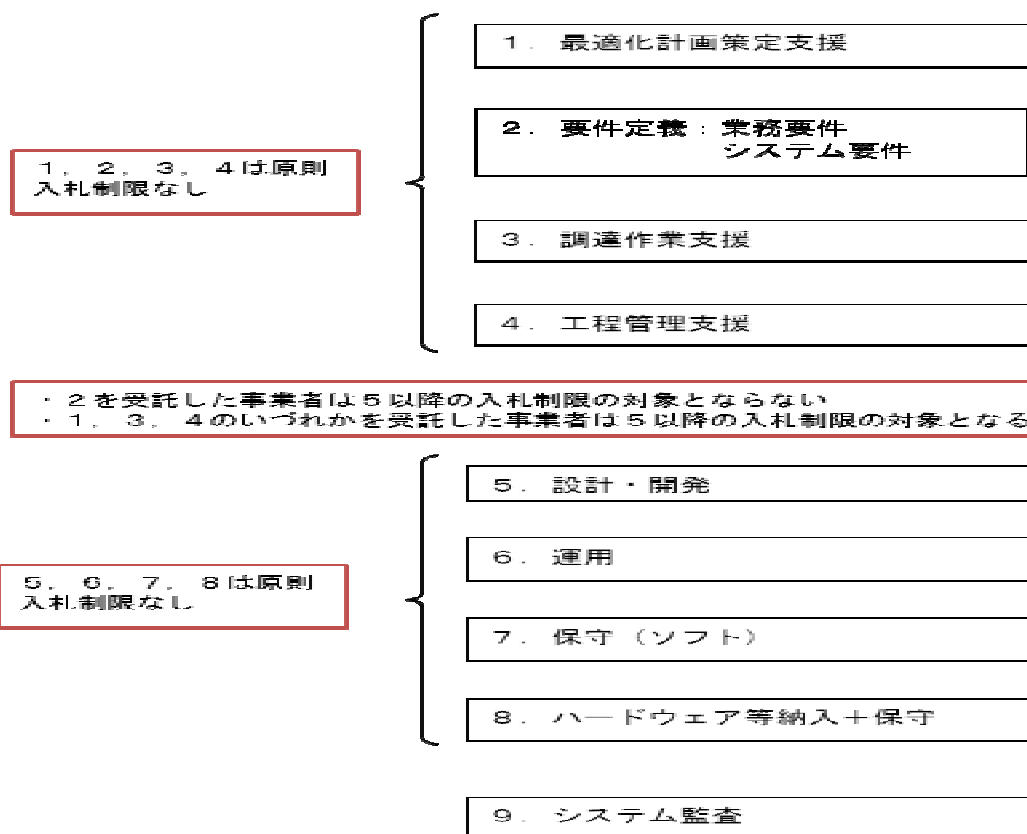 1．最適化計画策定支援
2．要件定義：業務要件
システム要件
1，2，3，4は原則
入札制限なし
3．調達作業支援
4．工程管理支援
・2を受託した事業者は5以降の入札制限の対象とならない
・1，3，4のいづれかを受託した事業者は5以降の入札制限の対象となる
5．設計・開発
6．運用
5，6，7，8は原則
入札制限なし
7．保守（ソフト）
8．ハードウェア等納入＋保守
9．システム監査